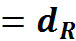 = d_R